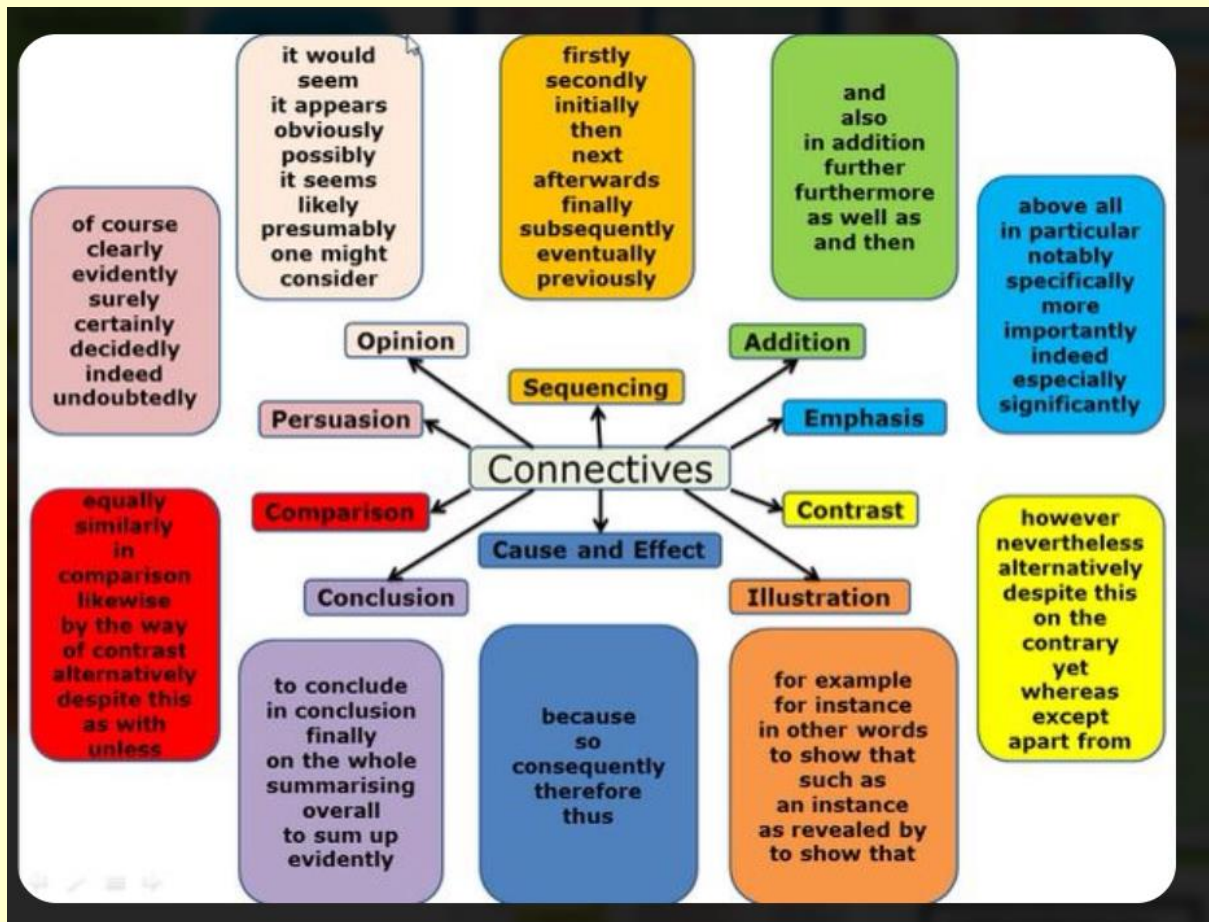 it would
seem
it appears
obviously
possibly
it seems
likely
presumably
one might
consider
firstly
secondly
initially
then
next
afterwards
finally
subsequently
eventually
previously
and
also
in addition
further
furthermore
as well as
and then
of course
clearly
evidently
surely
certainly
decidedly
indeed
undoubtedly
above all
in particular
notably
specifically
more
importantly
indeed
especially
significantly
Opinion
Addition
Sequencing
Persuasion
Emphasis
Connectives
Comparison
Contrast
Cause and Effect
Conclusion
Illustration
equally
similarly
in
comparison
likewise
by the way
of contrast
alternatively
despite this
as with
unless
however
nevertheless
alternatively
despite this
on the
contrary
yet
whereas
except
apart from
to conclude
in conclusion
finally
on the whole
summarising
overall
to sum up
evidently
because
so
consequently
therefore
thus
for example
for instance
in other words
to show that
such as
an instance
as revealed by
to show that